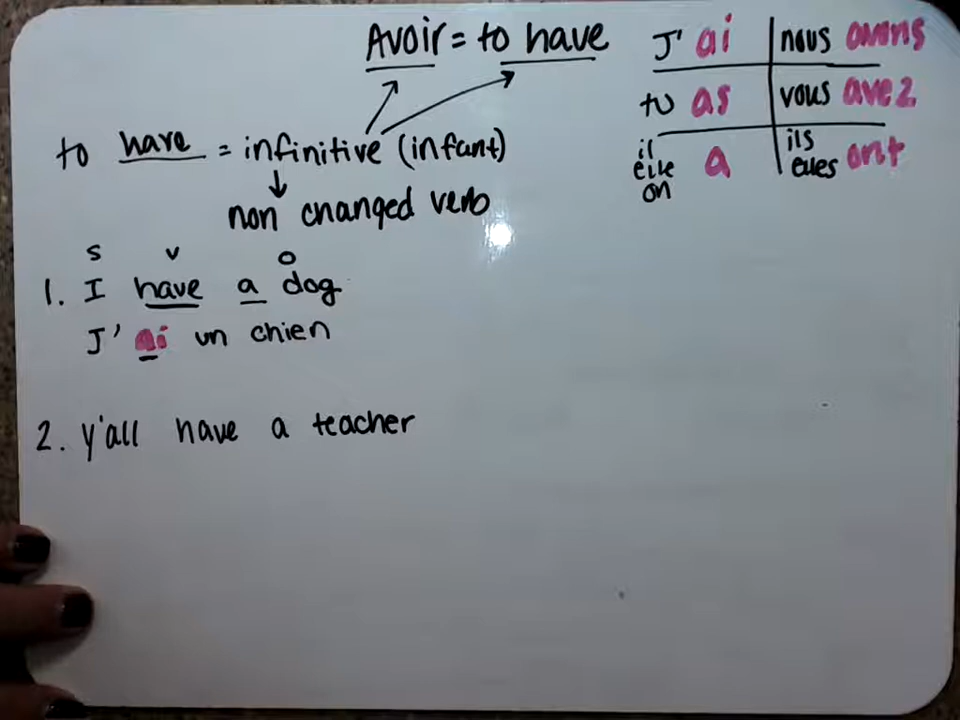 Avoir = to have
J' ai nous avons
tu as vous avez
il elle on a ils elles ont
to have = infinitive (infant)
non changed verb
S V O
1. I have a dog
J' ai un chien
2. y'all have a teacher